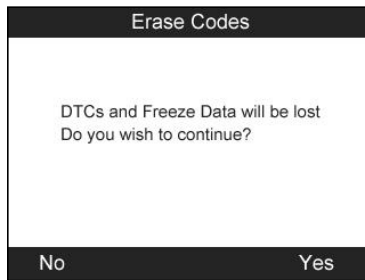 Erase Codes
DTCs and Freeze Data will be lost
Do you wish to continue?
No Yes